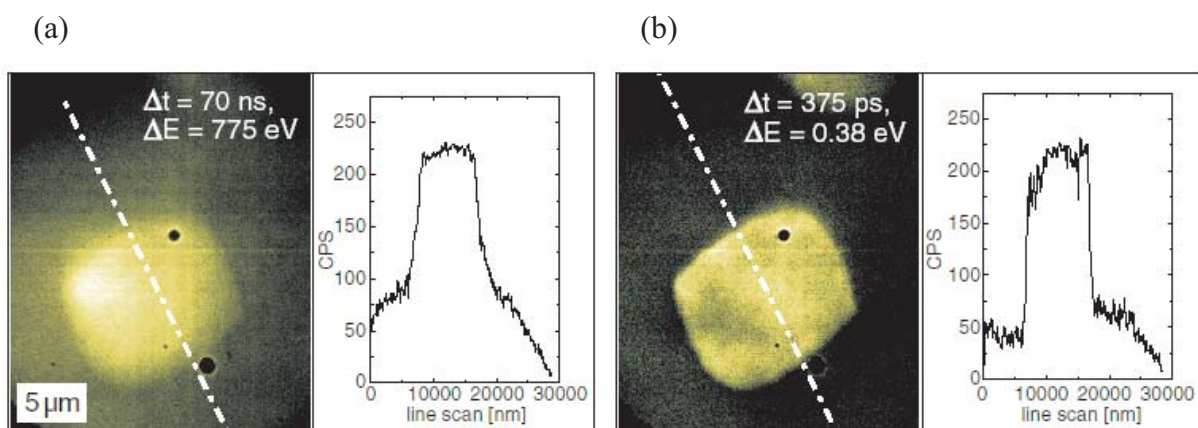 (a)
Δt = 70 ns,
ΔE = 775 eV
5 μm
250
200
150
100
50
0
CPS
0 10000 20000 30000
line scan [nm]
(b)
Δt = 375 ps,
ΔE = 0.38 eV
250
200
150
100
50
0
CPS
0 10000 20000 30000
line scan [nm]